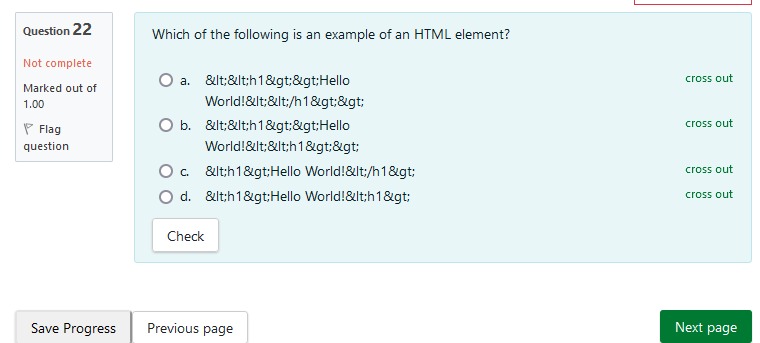 Question 22
Not complete
Marked out of
1.00
Flag
question
Which of the following is an example of an HTML element?
a. &lt;&lt;h1&gt;&gt;Hello cross out
World!&lt;&lt;/h1&gt;&gt;
b. &lt;&lt;h1&gt;&gt;Hello cross out
World!&lt;&lt;h1&gt;&gt;
c. &lt;h1&gt;Hello World!&lt;/h1&gt; cross out
d. &lt;h1&gt;Hello World!&lt;h1&gt; cross out
Check
Save Progress Previous page Next page